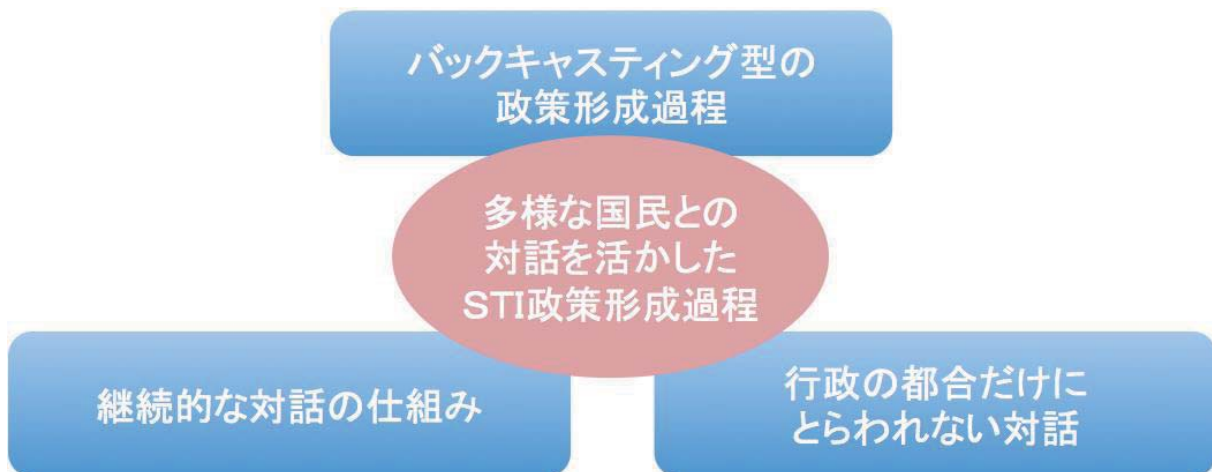 バックキャスティング型の
政策形成過程
多様な国民との
対話を活かした
STI政策形成過程
継続的な対話の仕組み
行政の都合だけに
とらわれない対話